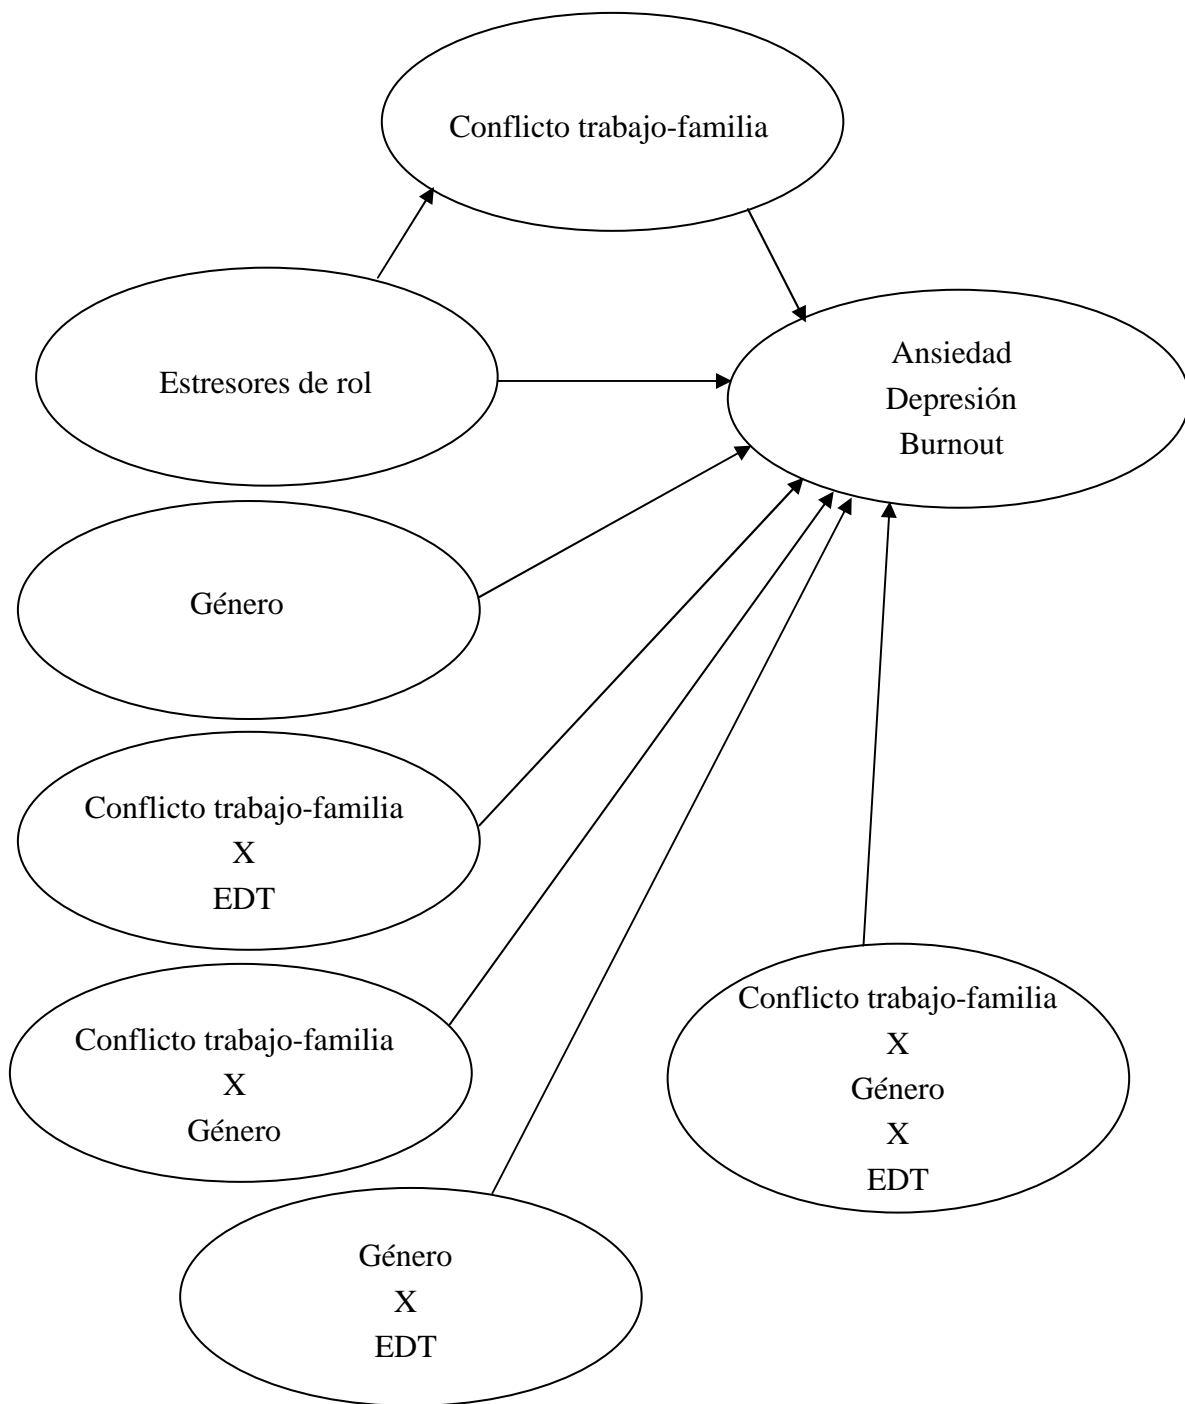 Conflicto trabajo-familia
Estresores de rol
Ansiedad
Depresión
Burnout
Género
Conflicto trabajo-familia
X
EDT
Conflicto trabajo-familia
X
Género
Conflicto trabajo-familia
X
Género
X
EDT
Género
X
EDT